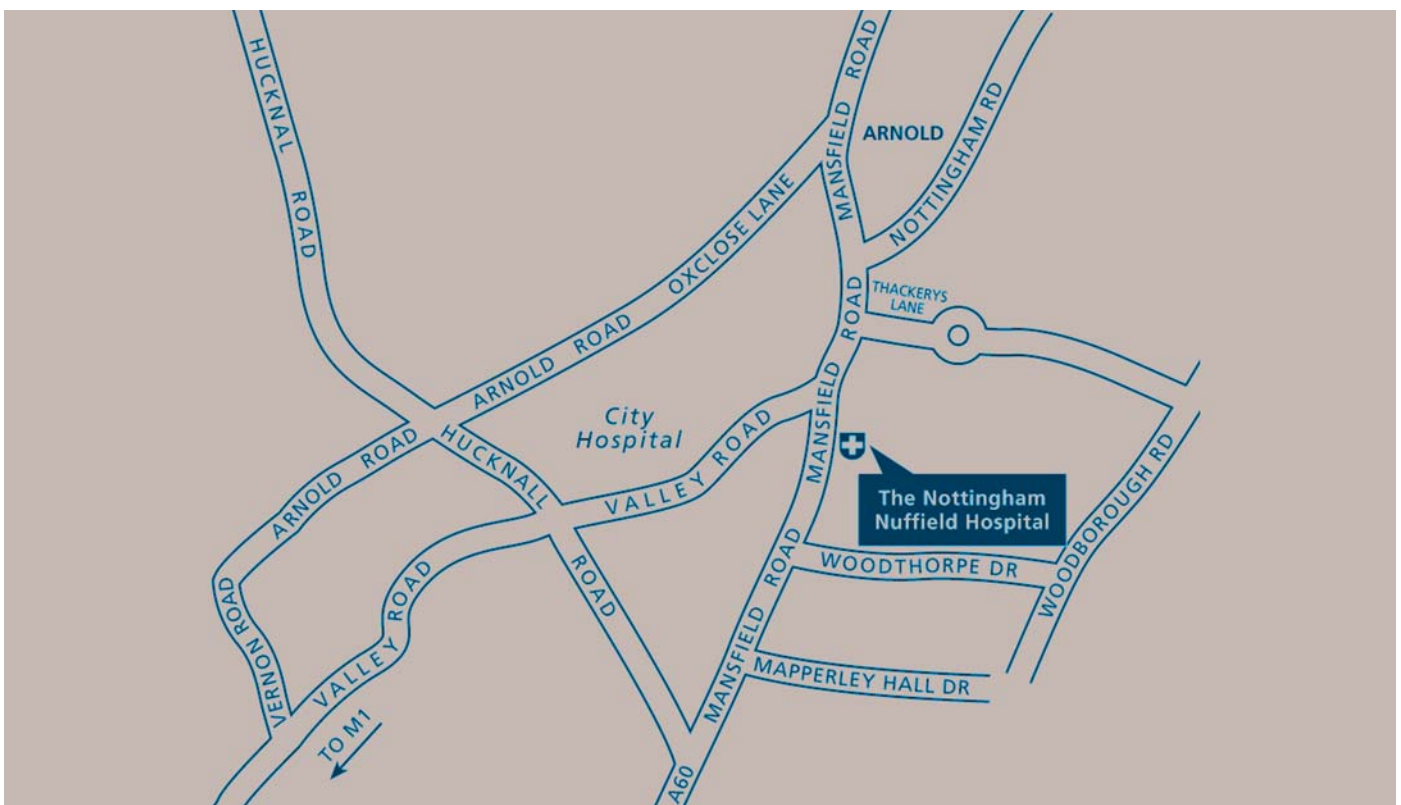 HUCKNAL ROAD
MANSFIELD ROAD
ARNOLD
NOTTINGHAM RD
OXCLOSE LANE
THACKERYS
LANE
MANSFIELD ROAD
ARNOLD ROAD
MANSFIELD
City
Hospital
VALLEY ROAD
HUCKNALL
ROAD
ARNOLD ROAD
The Nottingham
Nuffield Hospital
WOODBOROUGH RD
WOODTHORPE DR
VALLEY ROAD
VERNON ROAD
MANSFIELD ROAD
MAPPERLEY HALL DR
TO M1
A60